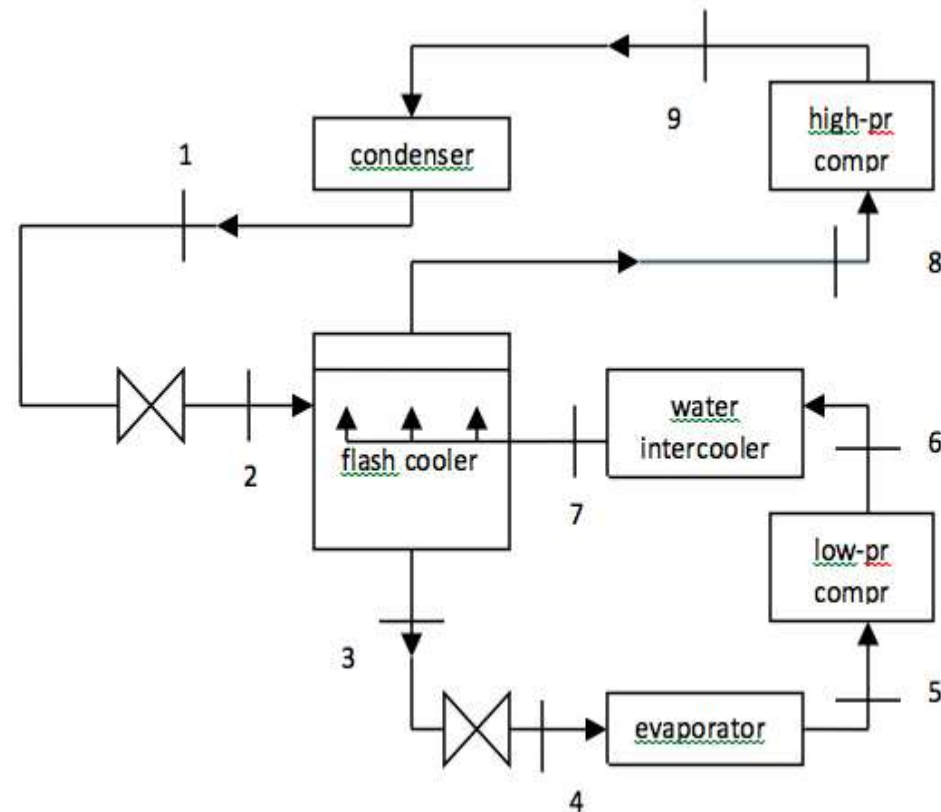 9
high-pr
compr
condenser
1
8
water
intercooler
flash cooler
2
7
6
low-pr
compr
3
5
evaporator
4